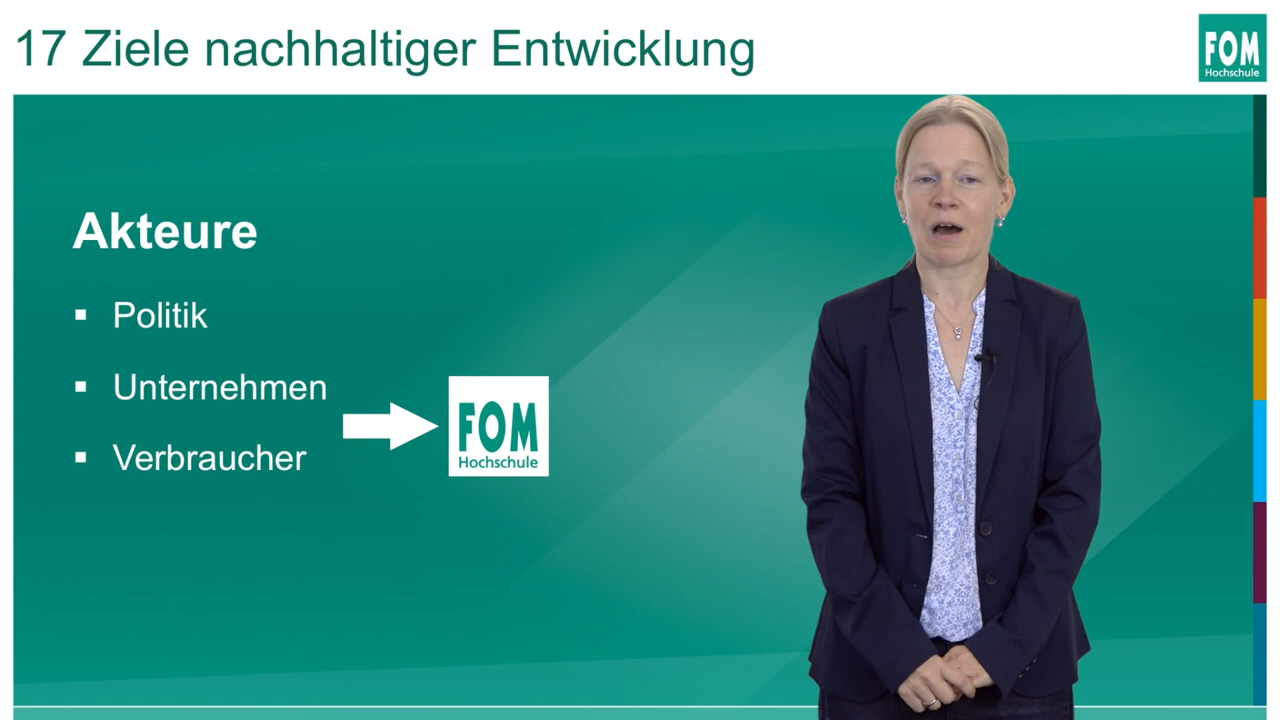 17 Ziele nachhaltiger Entwicklung
FOM
Hochschule
Akteure
Politik
Unternehmen
Verbraucher
FOM
Hochschule